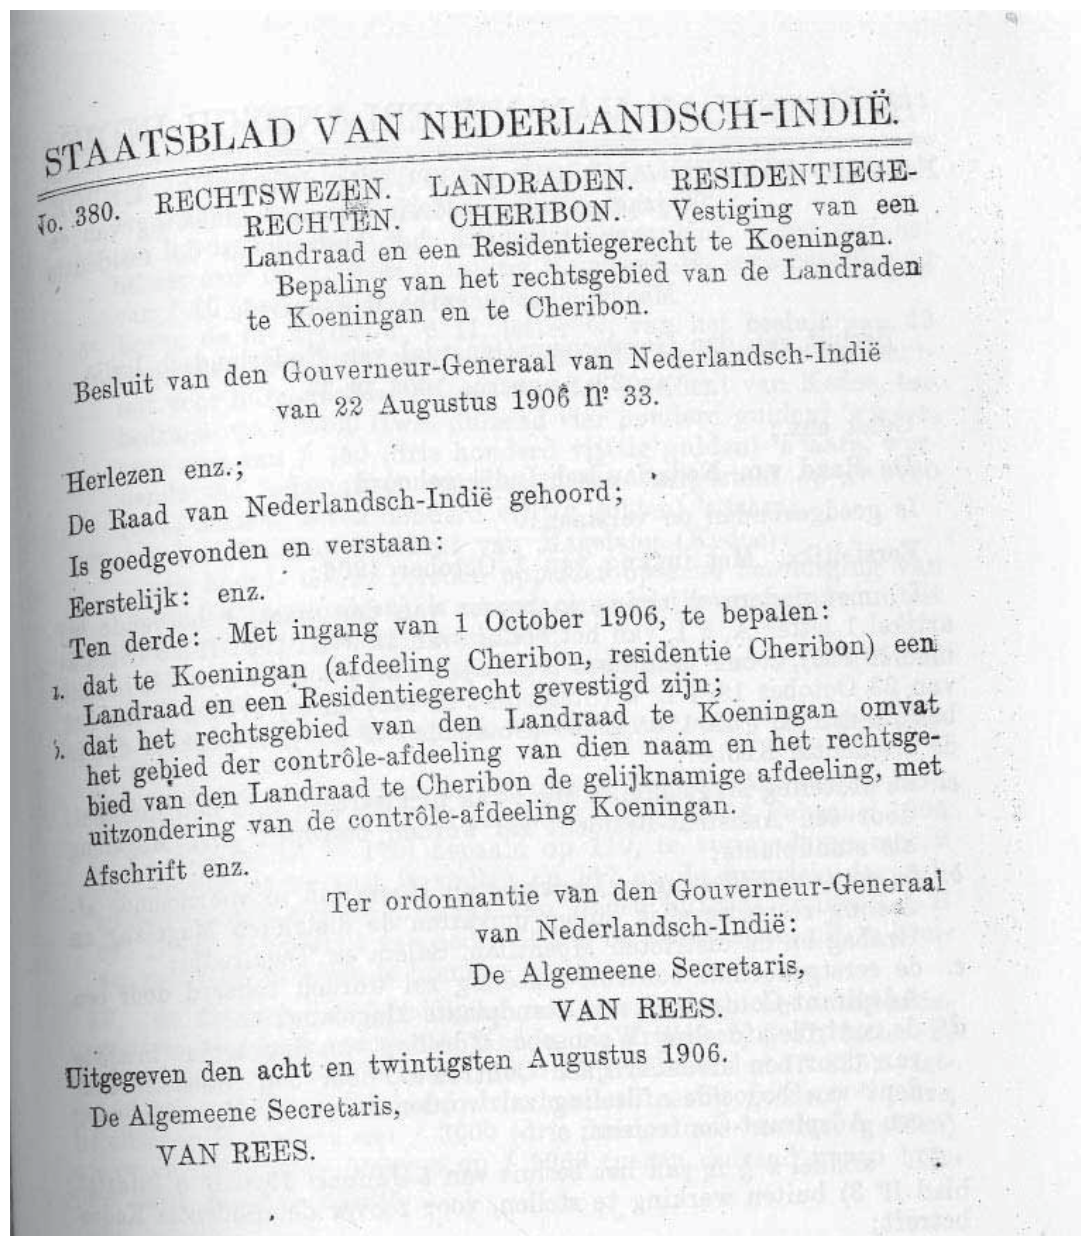 STAATSBLAD VAN NEDERLANDSCH-INDIË.
No. 380. RECHTSWEZEN. LANDRADEN. RESIDENTIEGE-
RECHTEN. CHERIBON. Vestiging van een
Landraad en een Residentiegerecht te Koeningan.
Bepaling van het rechtsgebied van de Landraden
te Koeningan en te Cheribon.
Besluit van den Gouverneur-Generaal van Nederlandsch-Indië
van 22 Augustus 1906 No 33.
Herlezen enz.;
De Raad van Nederlandsch-Indië gehoord;
Is goedgevonden en verstaan:
Eerstelijk: enz.
Ten derde: Met ingang van 1 October 1906, te bepalen:
dat te Koeningan (afdeeling Cheribon, residentie Cheribon) een
Landraad en een Residentiegerecht gevestigd zijn;
dat het rechtsgebied van den Landraad te Koeningan omvat
het gebied der contrôle-afdeeling van dien naam en het rechtsge-
bied van den Landraad te Cheribon de gelijknamige afdeeling, met
uitzondering van de contrôle-afdeeling Koeningan.
Afschrift enz.
Ter ordonnantie van den Gouverneur-Generaal
van Nederlandsch-Indië:
De Algemeene Secretaris,
VAN REES.
Uitgegeven den acht en twintigsten Augustus 1906.
De Algemeene Secretaris,
VAN REES.